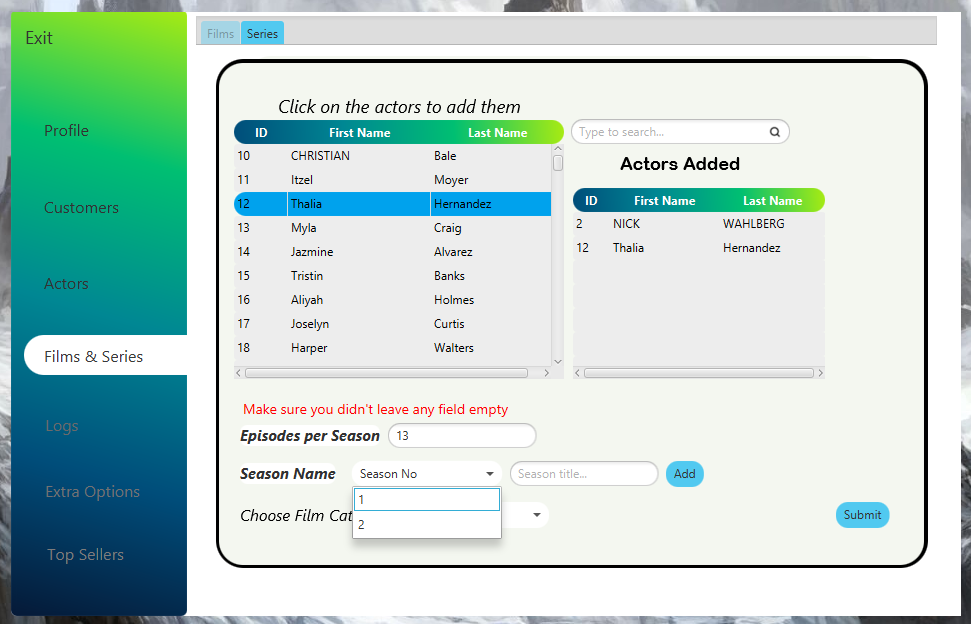 Exit
Profile
Customers
Actors
Films & Series
Logs
Extra Options
Top Sellers
Films Series
Click on the actors to add them
ID First Name Last Name
10 CHRISTIAN Bale
11 Itzel Moyer
12 Thalia Hernandez
13 Myla Craig
14 Jazmine Alvarez
15 Tristin Banks
16 Aliyah Holmes
17 Joselyn Curtis
18 Harper Walters
Type to search...
Actors Added
ID First Name Last Name
2 NICK WAHLBERG
12 Thalia Hernandez
Make sure you didn't leave any field empty
Episodes per Season 13
Season Name Season No Season title... Add
1
2
Choose Film Cat
Submit